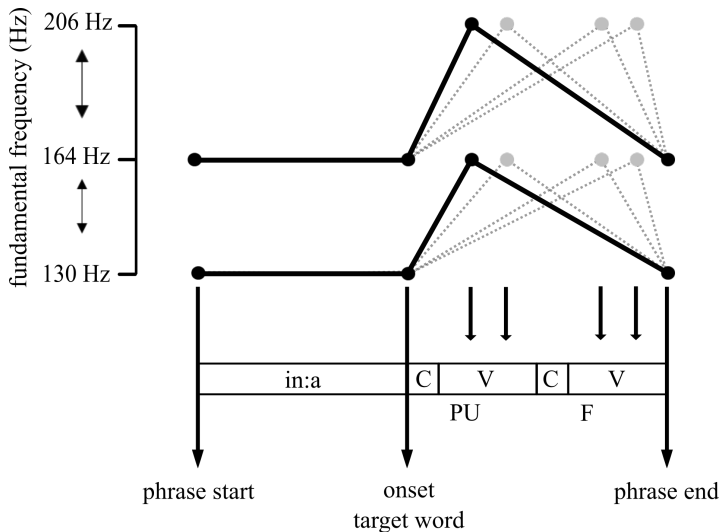 fundamental frequency (Hz)
206 Hz
164 Hz
130 Hz
in:a C V C V
PU F
phrase start onset phrase end
target word